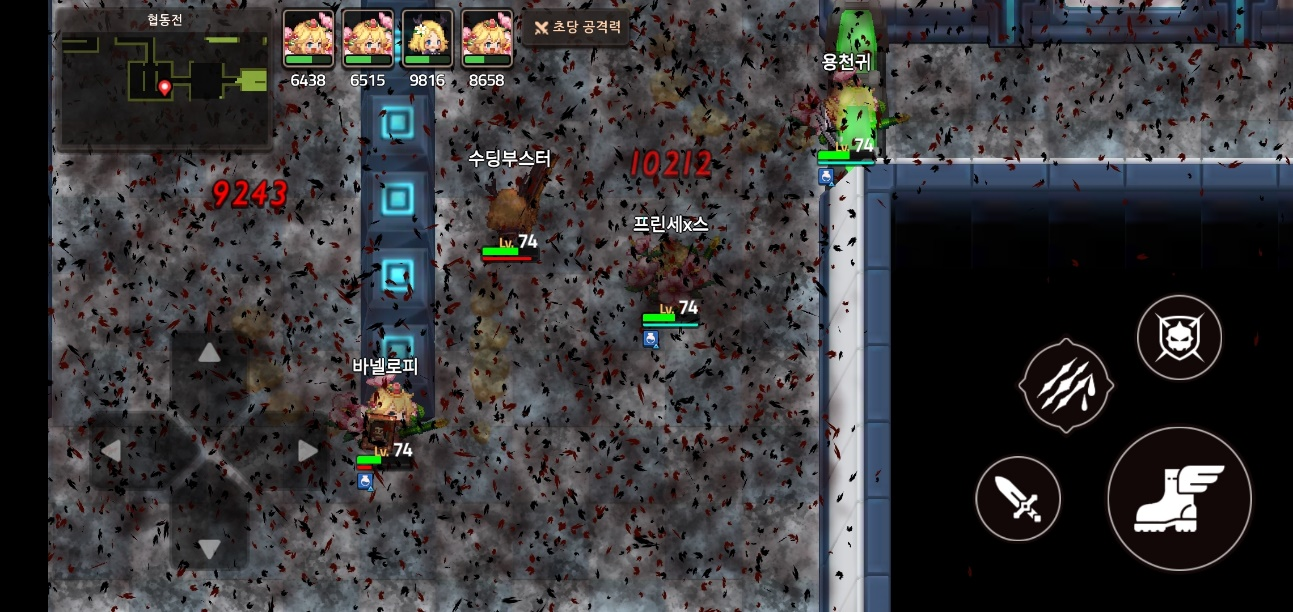 협동전
초당 공격력
6438
6515
9816
8658
용천귀
Lv. 74
수딩부스터
10212
9243
프린세x스
Lv. 74
Lv. 74
바넬로피
Lv. 74